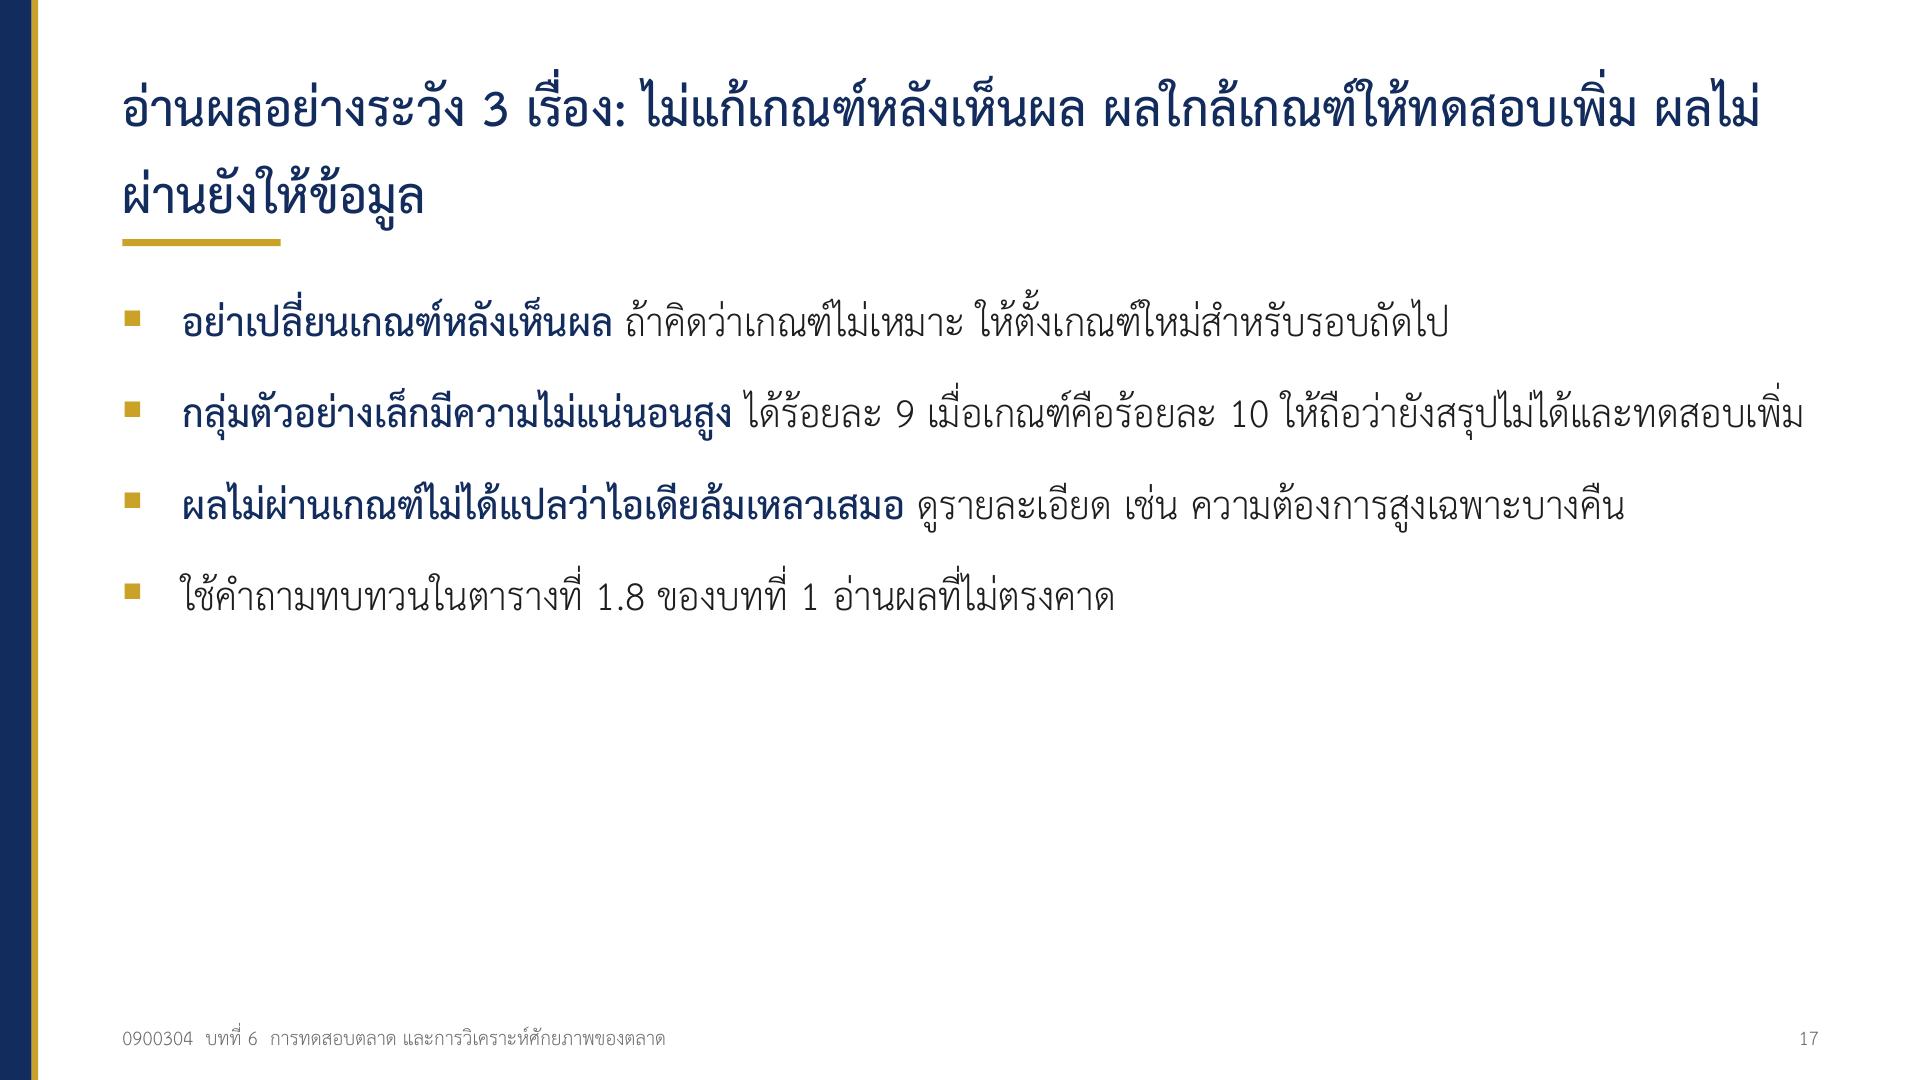 อ่านผลอย่างระวัง 3 เรื่อง: ไม่แก้เกณฑ์หลังเห็นผล ผลใกล้เกณฑ์ให้ทดสอบเพิ่ม ผลไม่
ผ่านยังให้ข้อมูล
▪ อย่าเปลี่ยนเกณฑ์หลังเห็นผล ถ้าคิดว่าเกณฑ์ไม่เหมาะ ให้ตั้งเกณฑ์ใหม่สำหรับรอบถัดไป
▪ กลุ่มตัวอย่างเล็กมีความไม่แน่นอนสูง ได้ร้อยละ 9 เมื่อเกณฑ์คือร้อยละ 10 ให้ถือว่ายังสรุปไม่ได้และทดสอบเพิ่ม
▪ ผลไม่ผ่านเกณฑ์ไม่ได้แปลว่าไอเดียล้มเหลวเสมอ ดูรายละเอียด เช่น ความต้องการสูงเฉพาะบางคืน
▪ ใช้คำถามทบทวนในตารางที่ 1.8 ของบทที่ 1 อ่านผลที่ไม่ตรงคาด
0900304 บทที่ 6 การทดสอบตลาด และการวิเคราะห์ศักยภาพของตลาด
17